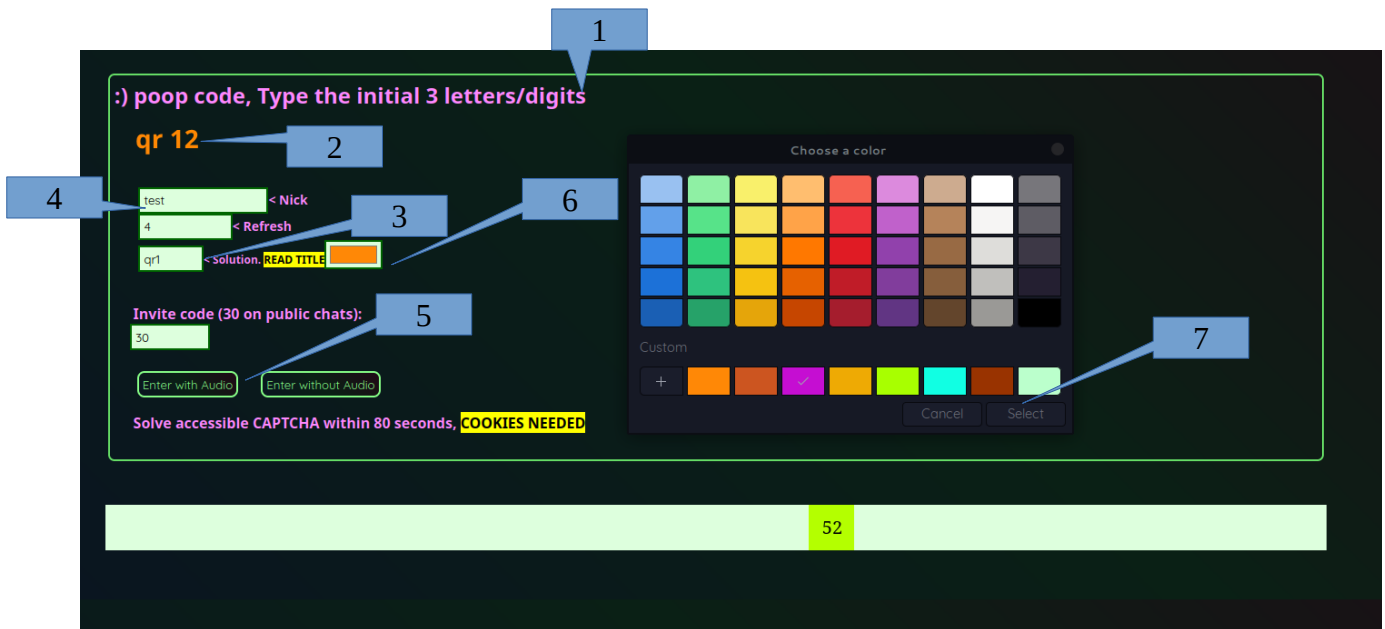 1
:) poop code, Type the initial 3 letters/digits
qr 12
2
Choose a color
4
test
< Nick
3
6
4
< Refresh
qr1
< Solution. READ TITLE
Invite code (30 on public chats):
5
30
7
Custom
Enter with Audio
Enter without Audio
+
Cancel
Select
Solve accessible CAPTCHA within 80 seconds, COOKIES NEEDED
52